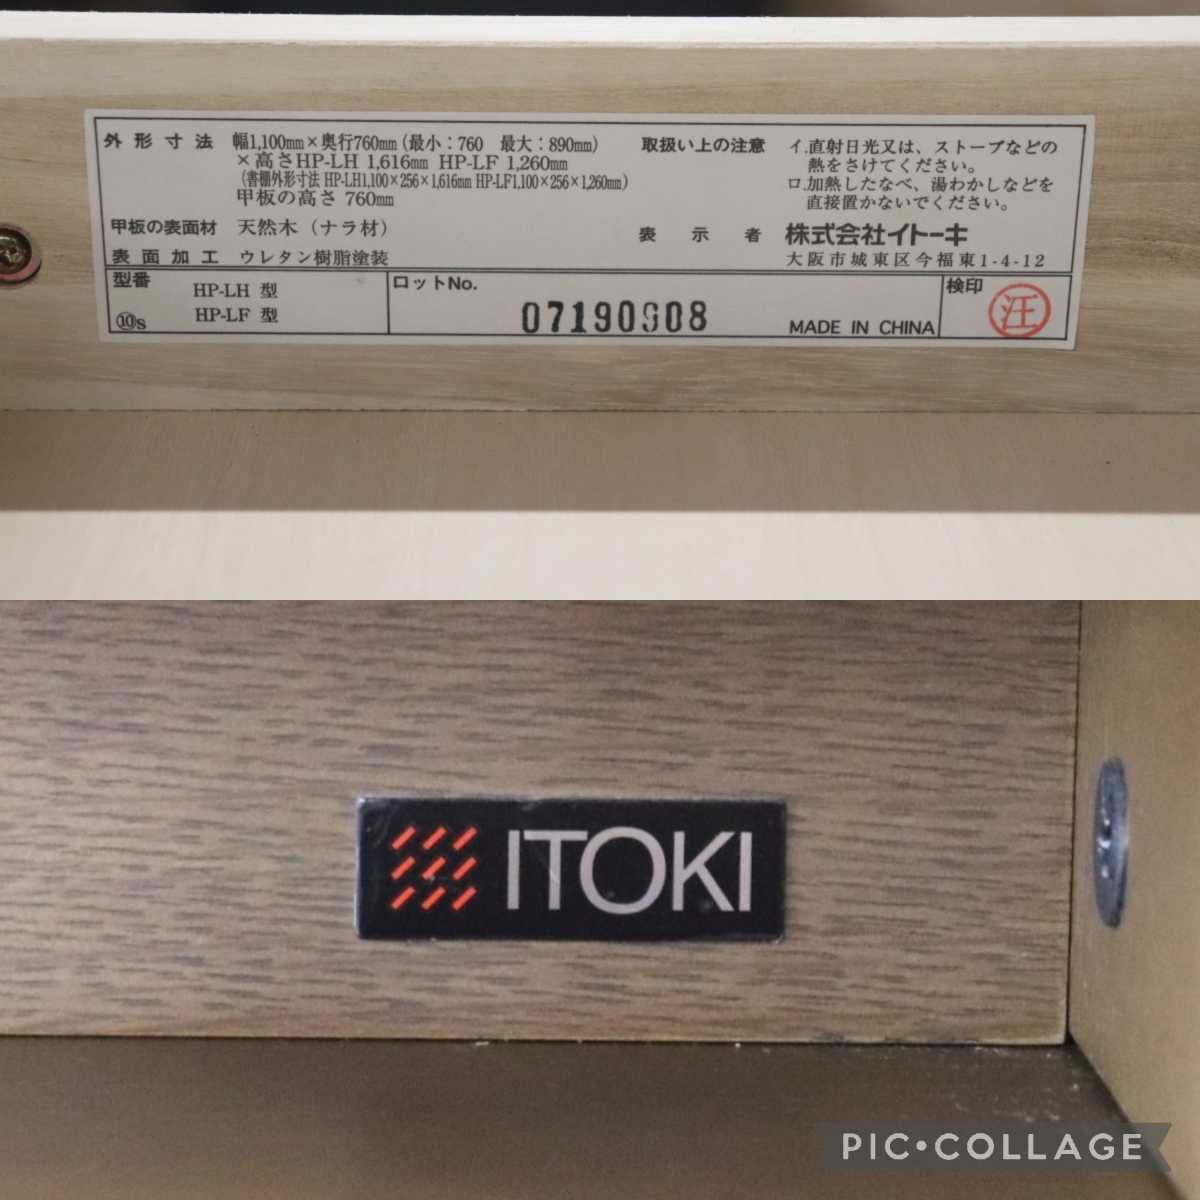 外形寸法 幅1,100mm×奥行760mm(最小:760 最大:890mm)
×高さHP-LH 1,616mm HP-LF 1,260mm
(書棚外形寸法 HP-LH1,100×256×1,616mm HP-LF1,100×256×1,260mm)
甲板の高さ 760mm
甲板の表面材 天然木(ナラ材)
表面加工 ウレタン樹脂塗装
取扱い上の注意 イ.直射日光又は、ストーブなどの
熱をさけてください。
ロ.加熱したなべ、湯わかしなどを
直接置かないでください。
表示者 株式会社イトーキ
大阪市城東区今福東1-4-12
型番 HP-LH 型
⑩s HP-LF 型
ロットNo.
07190908
MADE IN CHINA
検印
汪
ITOKI
PIC•COLLAGE